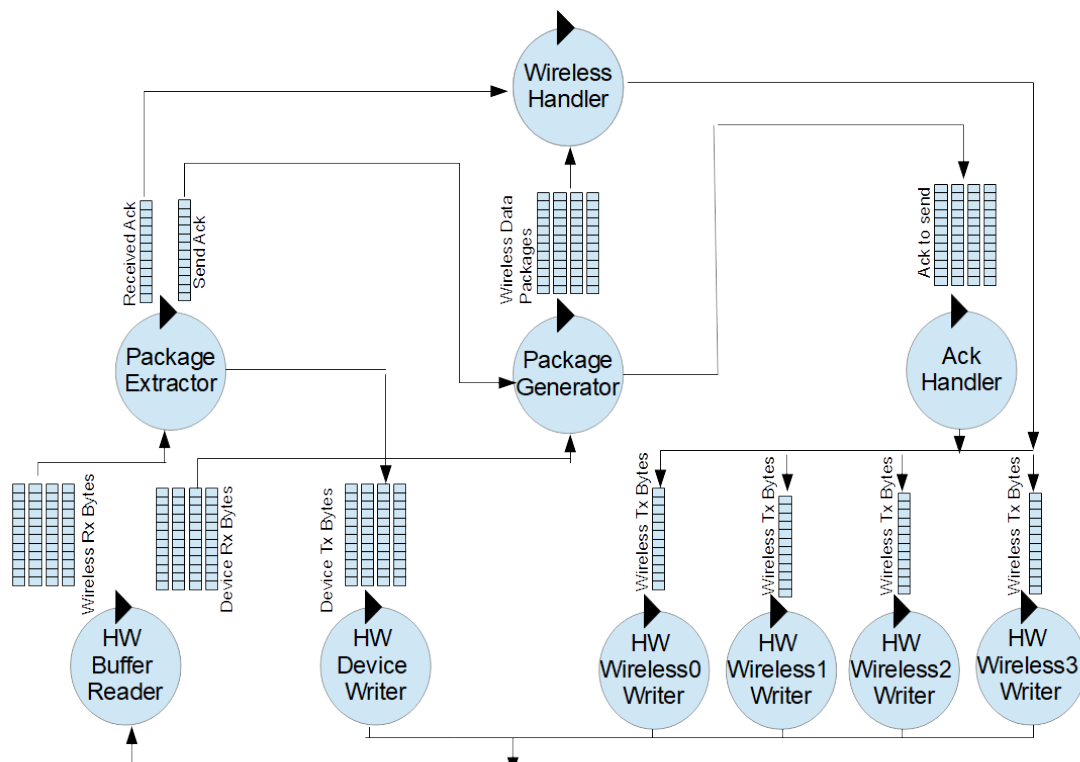 Wireless
Handler
Received Ack
Send Ack
Wireless Data
Packages
Ack to send
Package
Extractor
Package
Generator
Ack
Handler
Wireless Rx Bytes
Device Rx Bytes
Device Tx Bytes
Wireless Tx Bytes
Wireless Tx Bytes
Wireless Tx Bytes
Wireless Tx Bytes
HW
Buffer
Reader
HW
Device
Writer
HW
Wireless0
Writer
HW
Wireless1
Writer
HW
Wireless2
Writer
HW
Wireless3
Writer